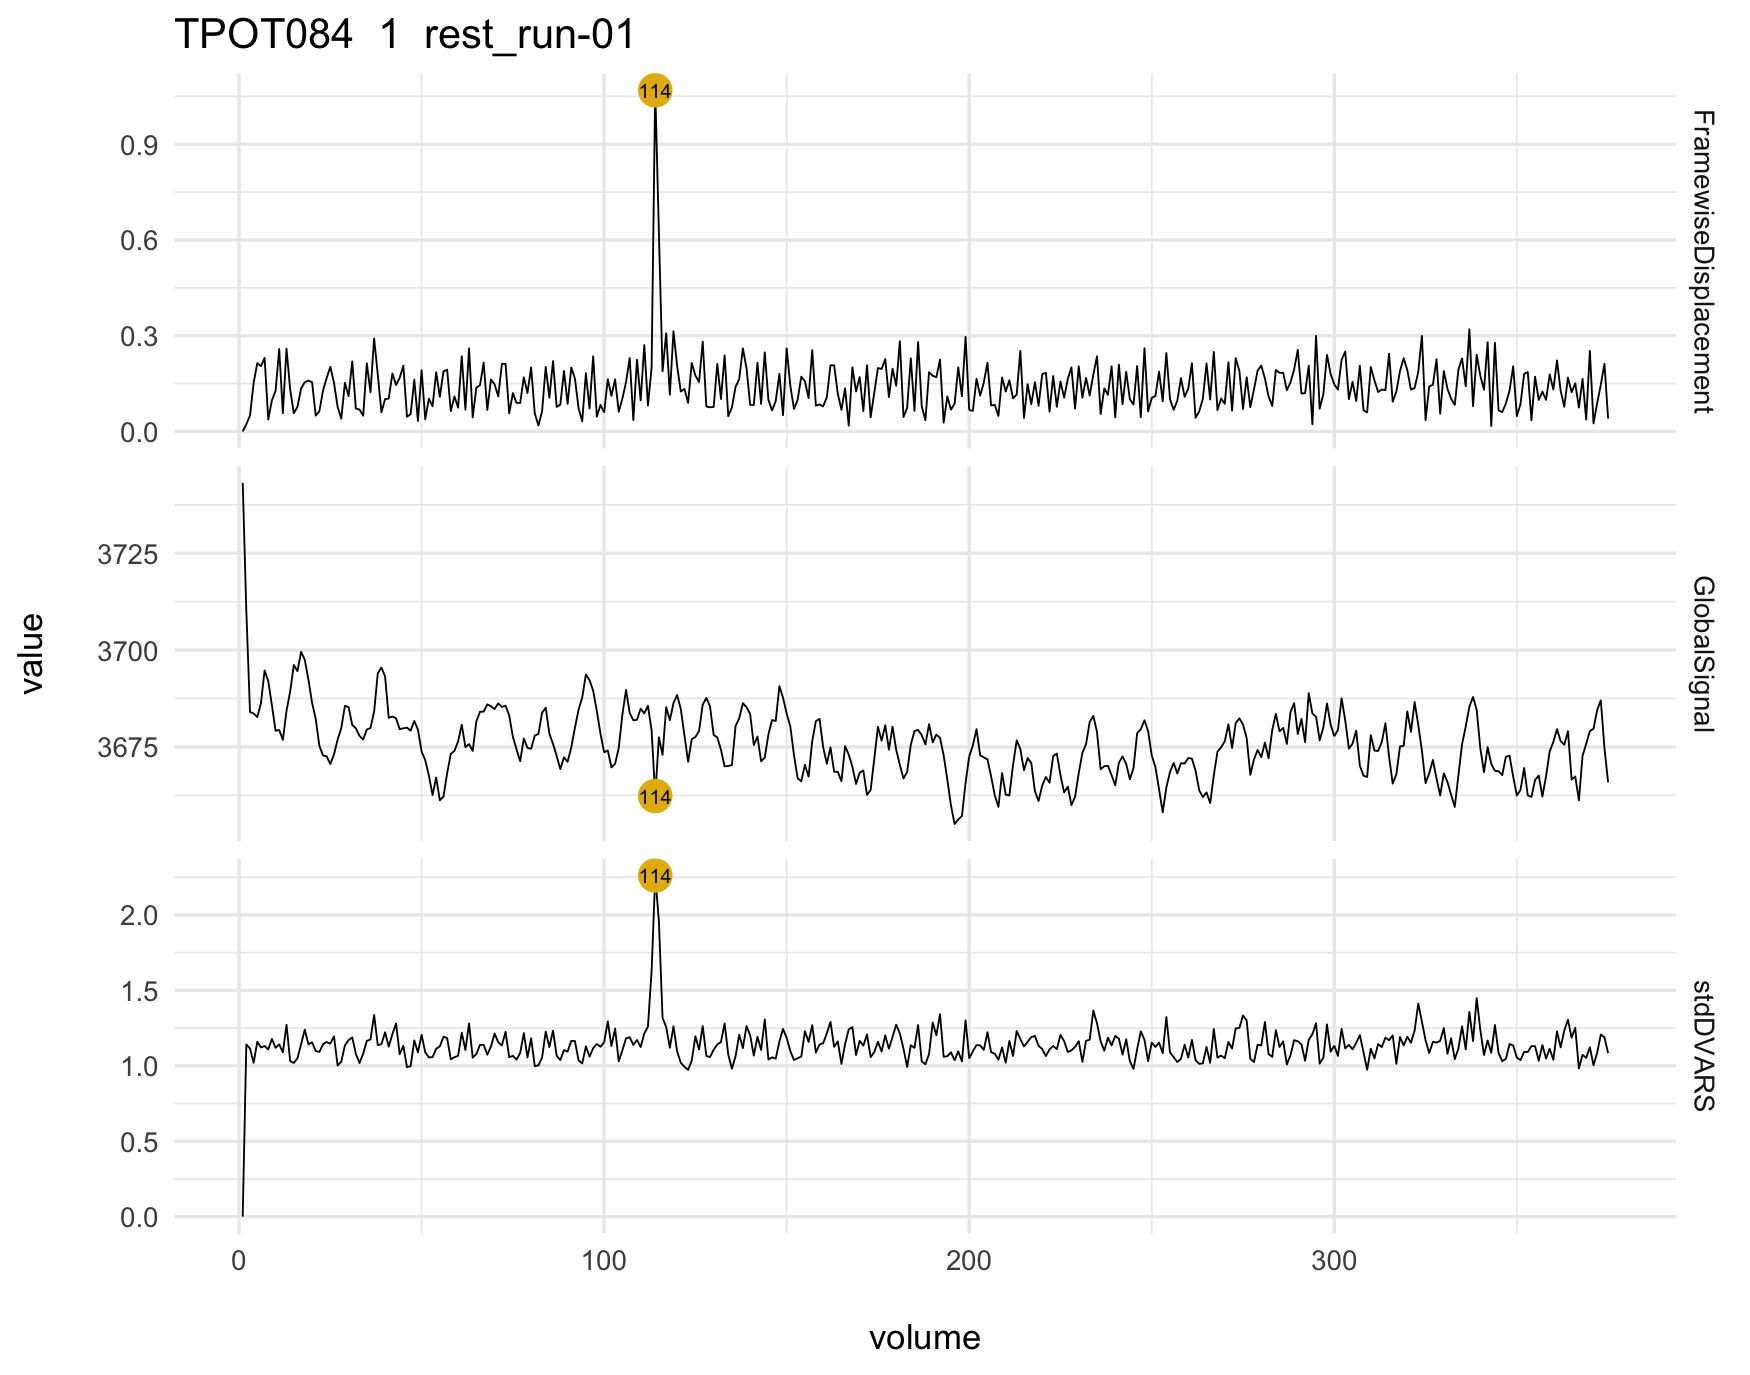 TPOT084 1 rest_run-01
value
0.9
0.6
0.3
0.0
114
FramewiseDisplacement
3725
3700
3675
114
GlobalSignal
2.0
1.5
1.0
0.5
0.0
114
stdDVARS
0 100 200 300
volume